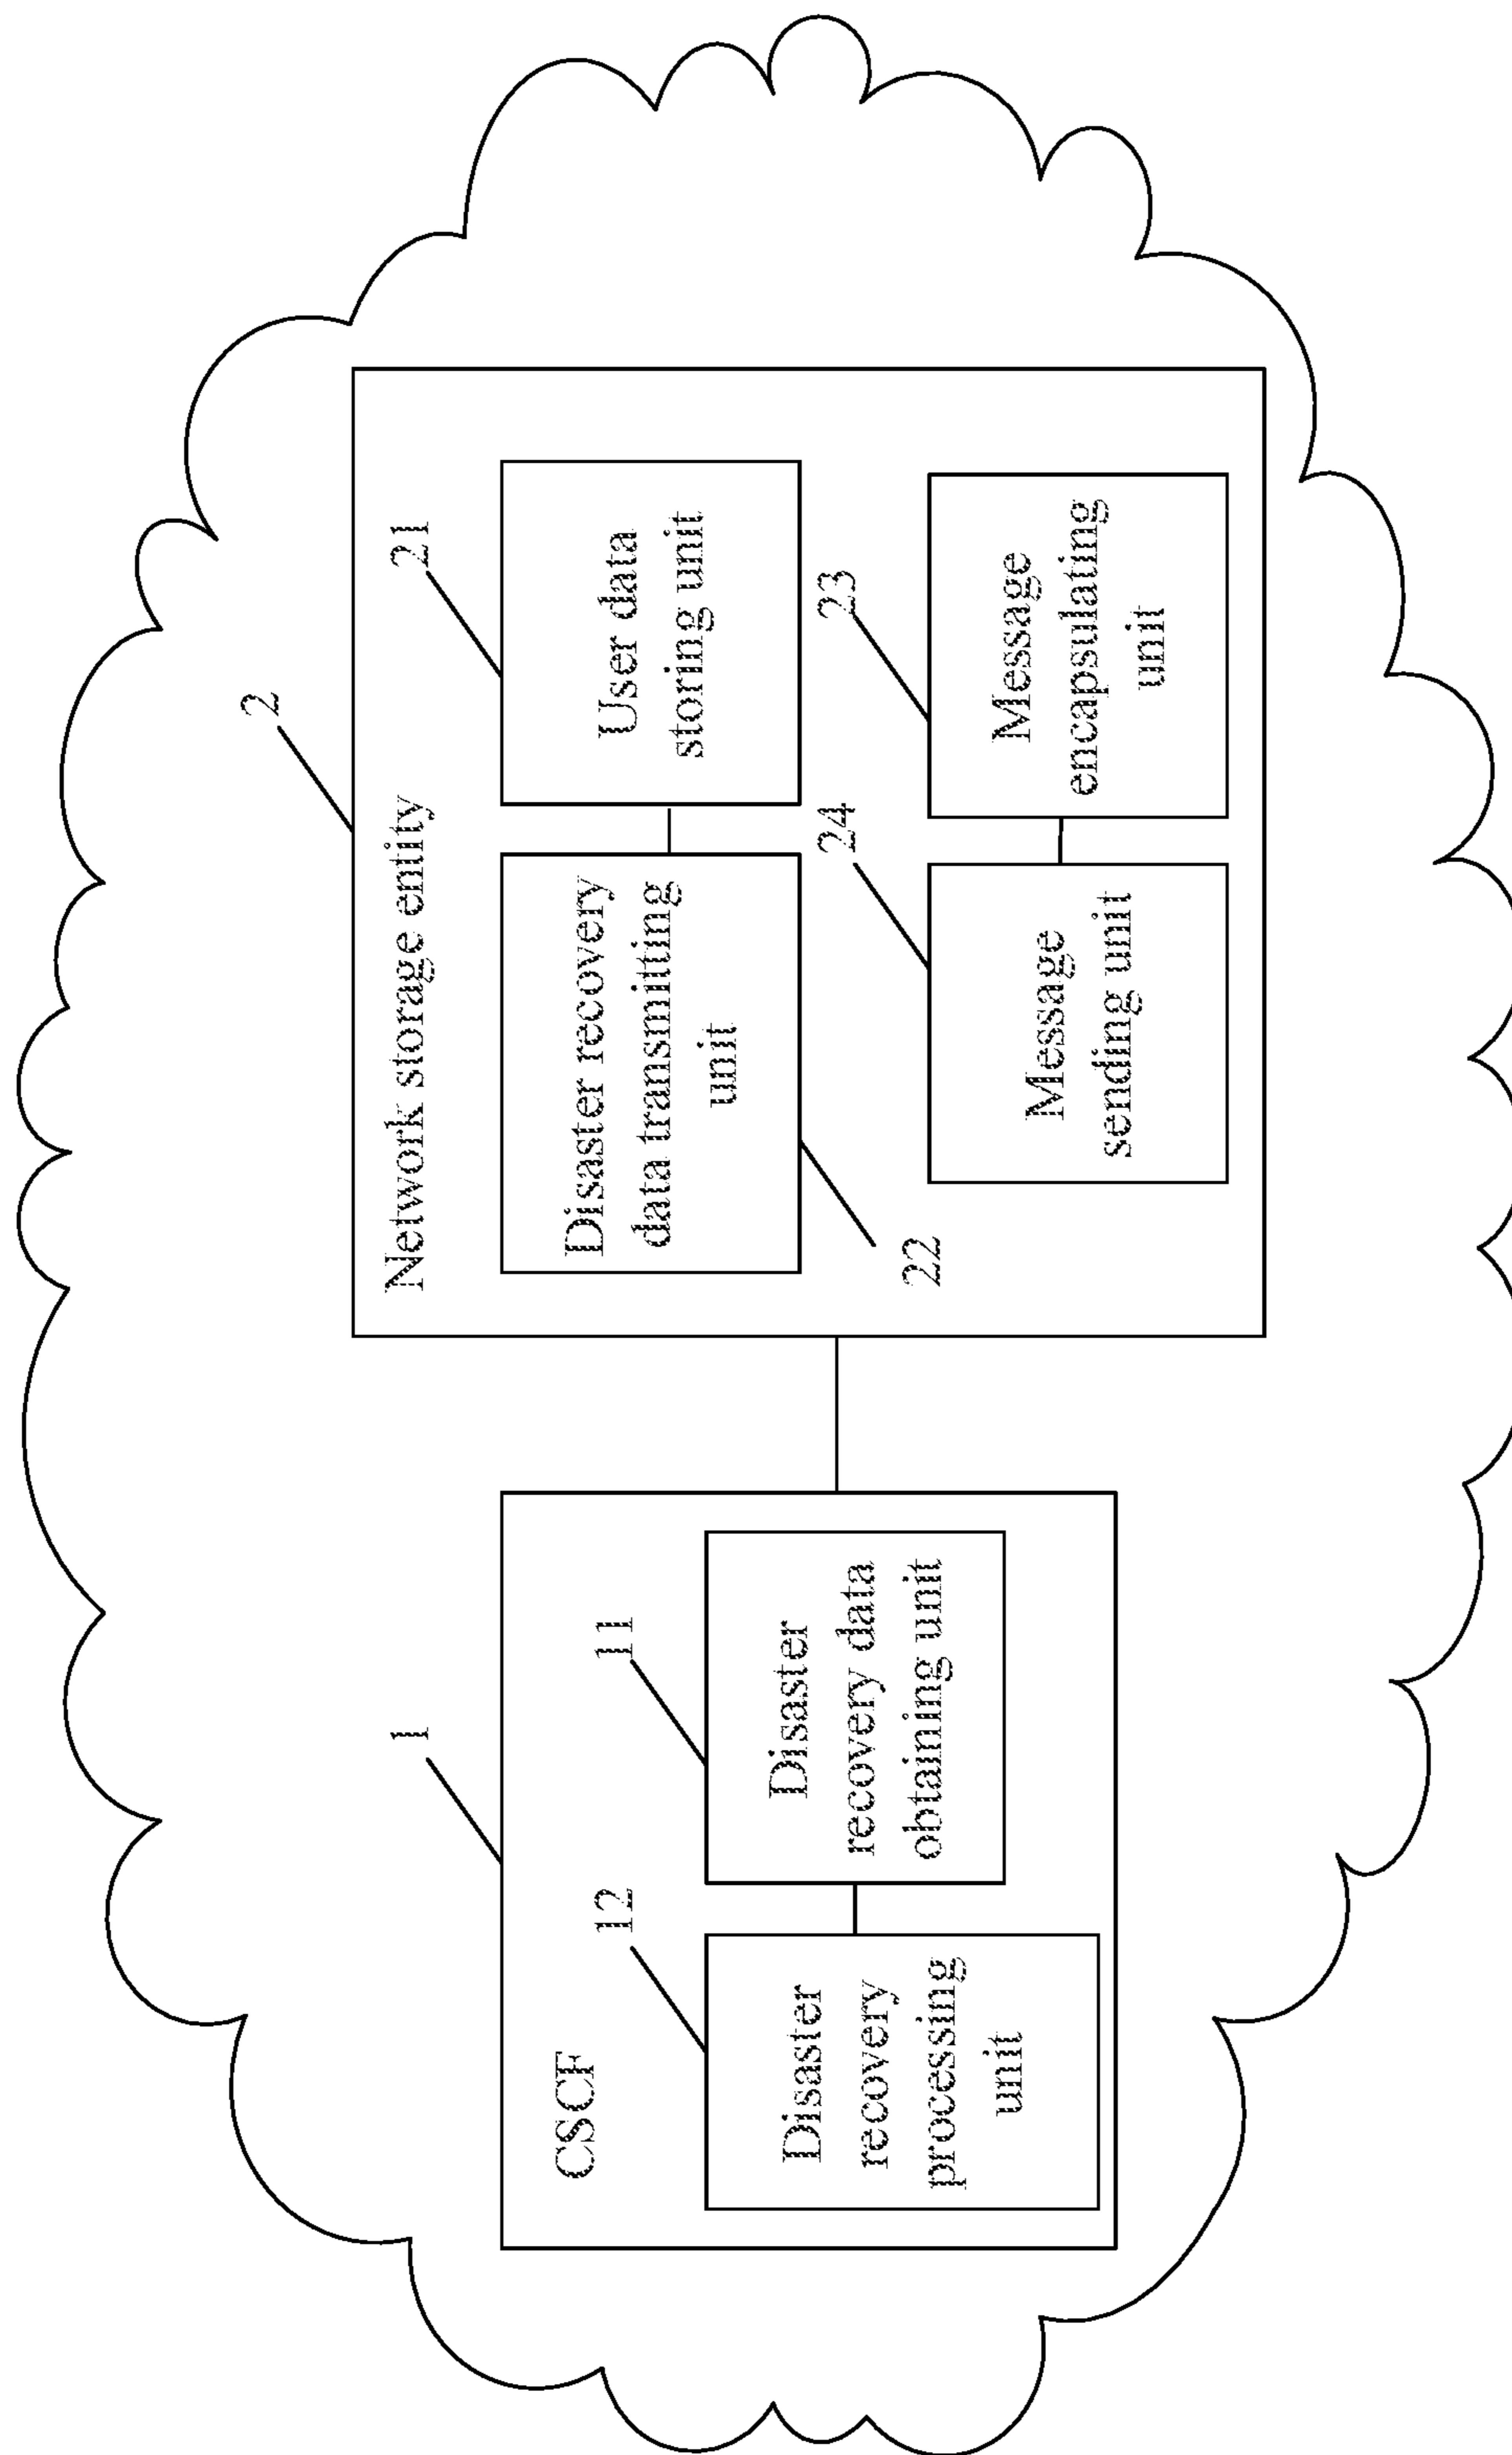 2
Network storage entity
21
User data
storing unit
Disaster recovery
data transmitting
unit
22
23
Message
encapsulating
unit
24
Message
sending unit
1
CSCF
11
Disaster
recovery data
obtaining unit
12
Disaster
recovery
processing
unit